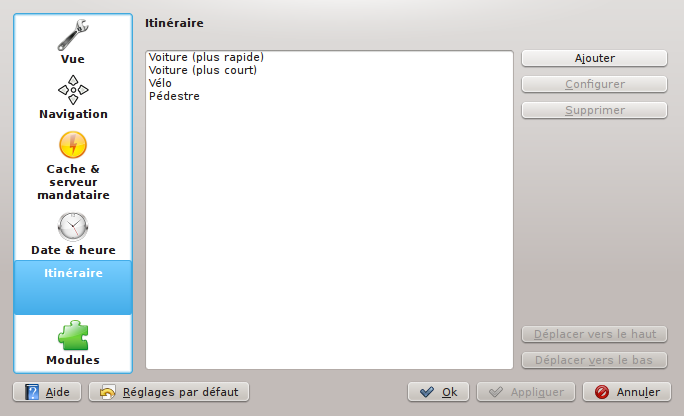 Itinéraire
Vue
Navigation
Cache &
serveur
mandataire
Date & heure
Itinéraire
Modules
Voiture (plus rapide)
Voiture (plus court)
Vélo
Pédestre
Ajouter
Configurer
Supprimer
Déplacer vers le haut
Déplacer vers le bas
Aide
Réglages par défaut
Ok
Appliquer
Annuler